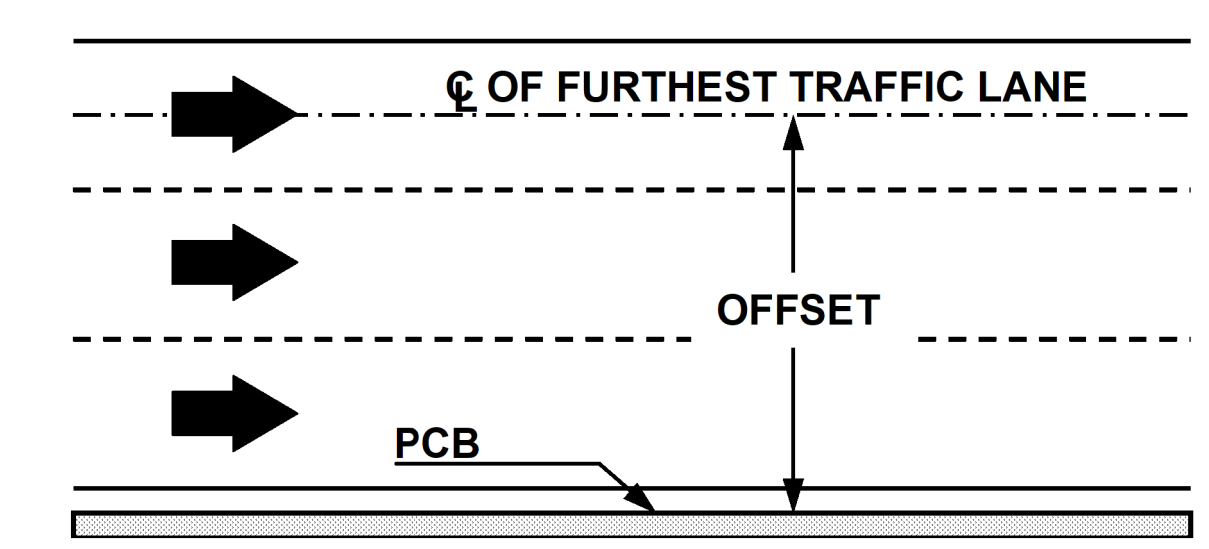 ℄ OF FURTHEST TRAFFIC LANE
OFFSET
PCB